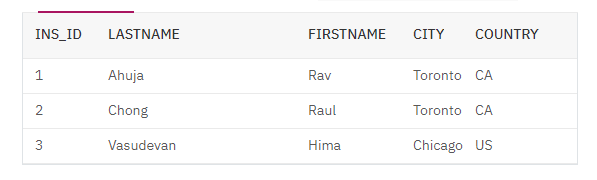 INS_ID LASTNAME FIRSTNAME CITY COUNTRY
1 Ahuja Rav Toronto CA
2 Chong Raul Toronto CA
3 Vasudevan Hima Chicago US